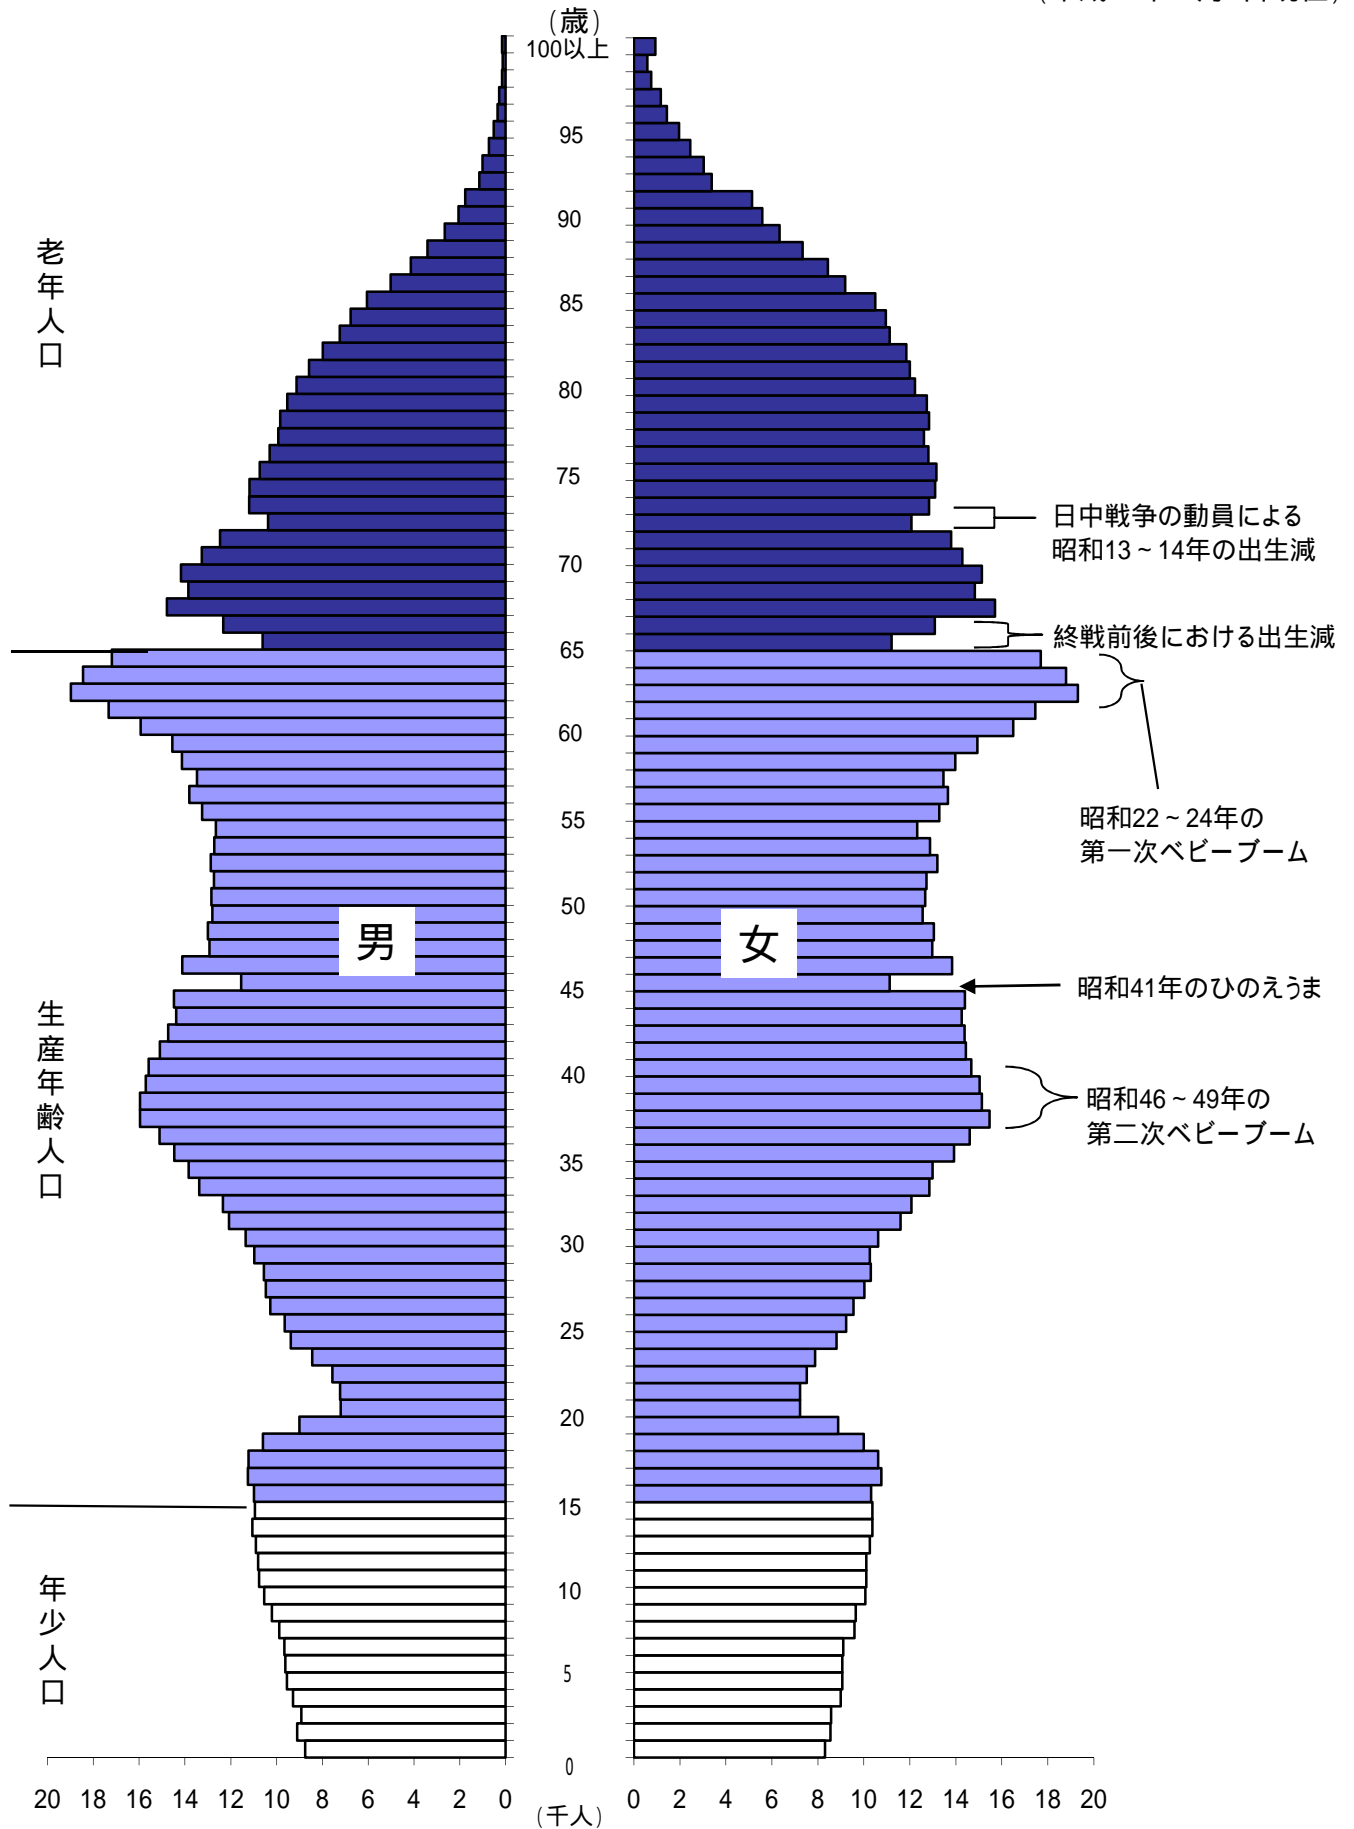 (歳)
100以上
95
90
85
80
75
70
65
60
55
50
45
40
35
30
25
20
15
10
5
0
老年人口
生産年齢人口
年少人口
男
女
日中戦争の動員による
昭和13~14年の出生減
終戦前後における出生減
昭和22~24年の
第一次ベビーブーム
昭和41年のひのえうま
昭和46~49年の
第二次ベビーブーム
20 18 16 14 12 10 8 6 4 2 0
(千人)
0 2 4 6 8 10 12 14 16 18 20